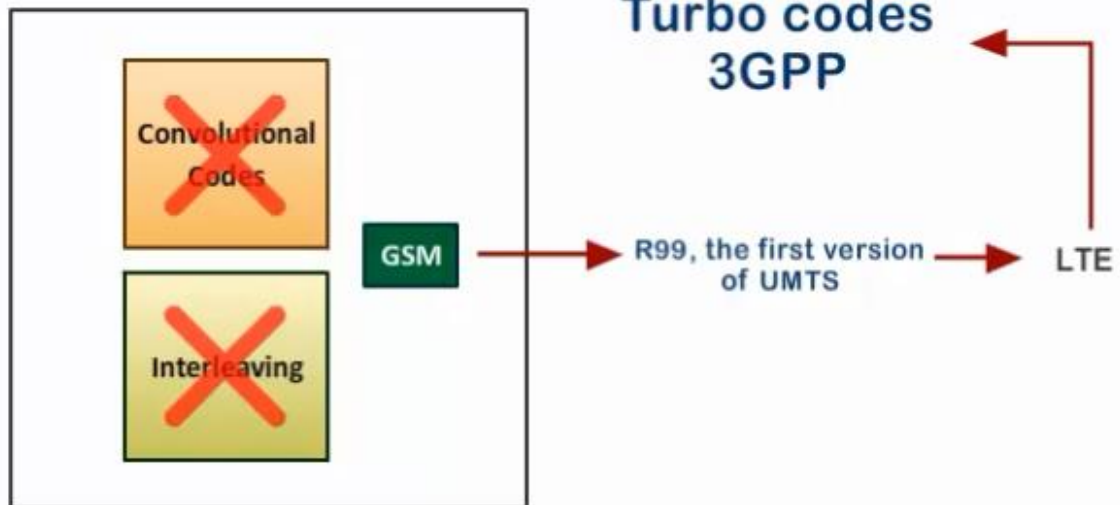 Turbo codes
3GPP
Convolutional
Codes
GSM
R99, the first version
of UMTS
LTE
Interleaving